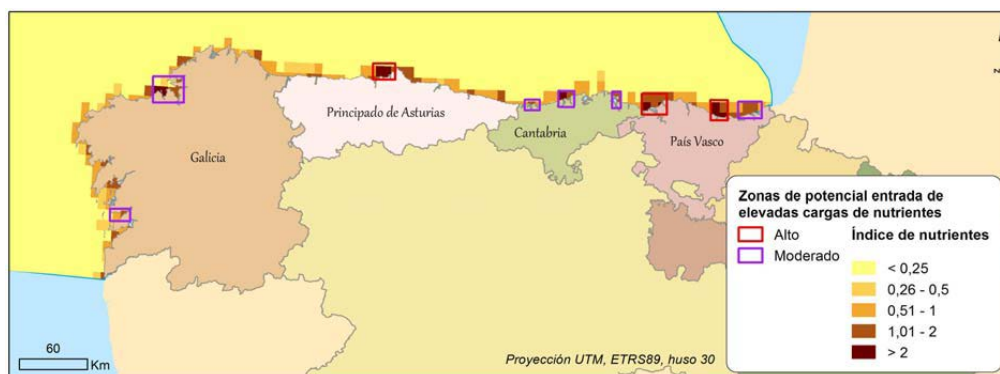 Galicia
Principado de Asturias
Cantabria
País Vasco
Zonas de potencial entrada de
elevadas cargas de nutrientes
Alto
Moderado
Índice de nutrientes
< 0,25
0,26 - 0,5
0,51 - 1
1,01 - 2
> 2
60
Km
Proyección UTM, ETRS89, huso 30